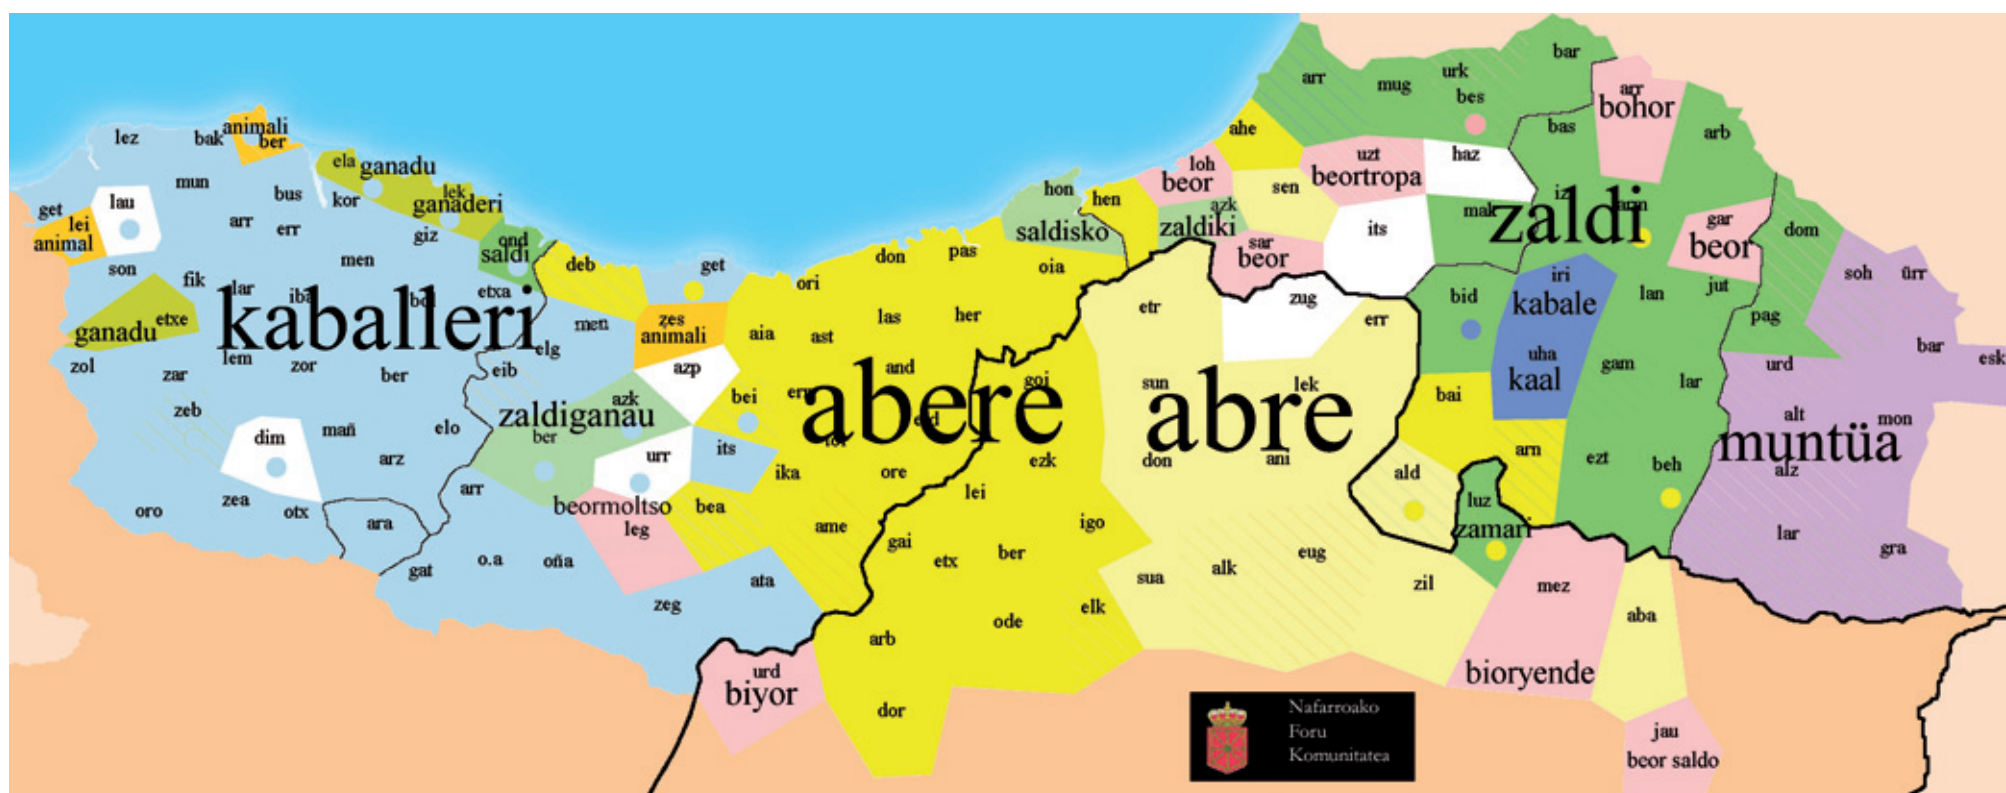 bar
arr
mug
urk
bes
arr
bohor
lez
bak
animali
ber
ahe
bas
arb
ela
ganadu
loh
beor
uzt
beortropa
haz
mun
bus
kor
lek
ganaderi
hon
hen
sen
azk
iz
get
lei
animal
lau
arr
err
giz
ond
saldi
saldisko
zaldiki
sar
beor
its
mak
zaldi
gar
beor
dom
son
fik
men
deb
get
don
pas
oia
soh
ürr
lar
iba
etxa
ori
etr
zug
bid
iri
kabale
lan
jut
ganadu
etxe
kaballeri
men
zes
animali
las
her
err
pag
bar
esk
zol
lem
zor
elg
aia
ast
uha
kaal
zar
ber
eib
azp
and
goi
sun
lek
gam
lar
urd
zeb
azk
zaldiganau
bei
abere
abre
bai
alt
mon
muntüa
dim
mañ
elo
ber
urr
its
ezk
don
ani
arn
alz
arz
ika
ore
ald
ezt
beh
zea
otx
oro
ara
arr
beormoltso
leg
bea
ame
lei
igo
luz
zamari
lar
gra
gat
o.a
oña
ata
gai
etx
ber
sua
alk
eug
zil
mez
zeg
elk
aba
arb
ode
urd
biyor
bioryende
dor
Nafarroako
Foru
Komunitatea
jau
beor saldo